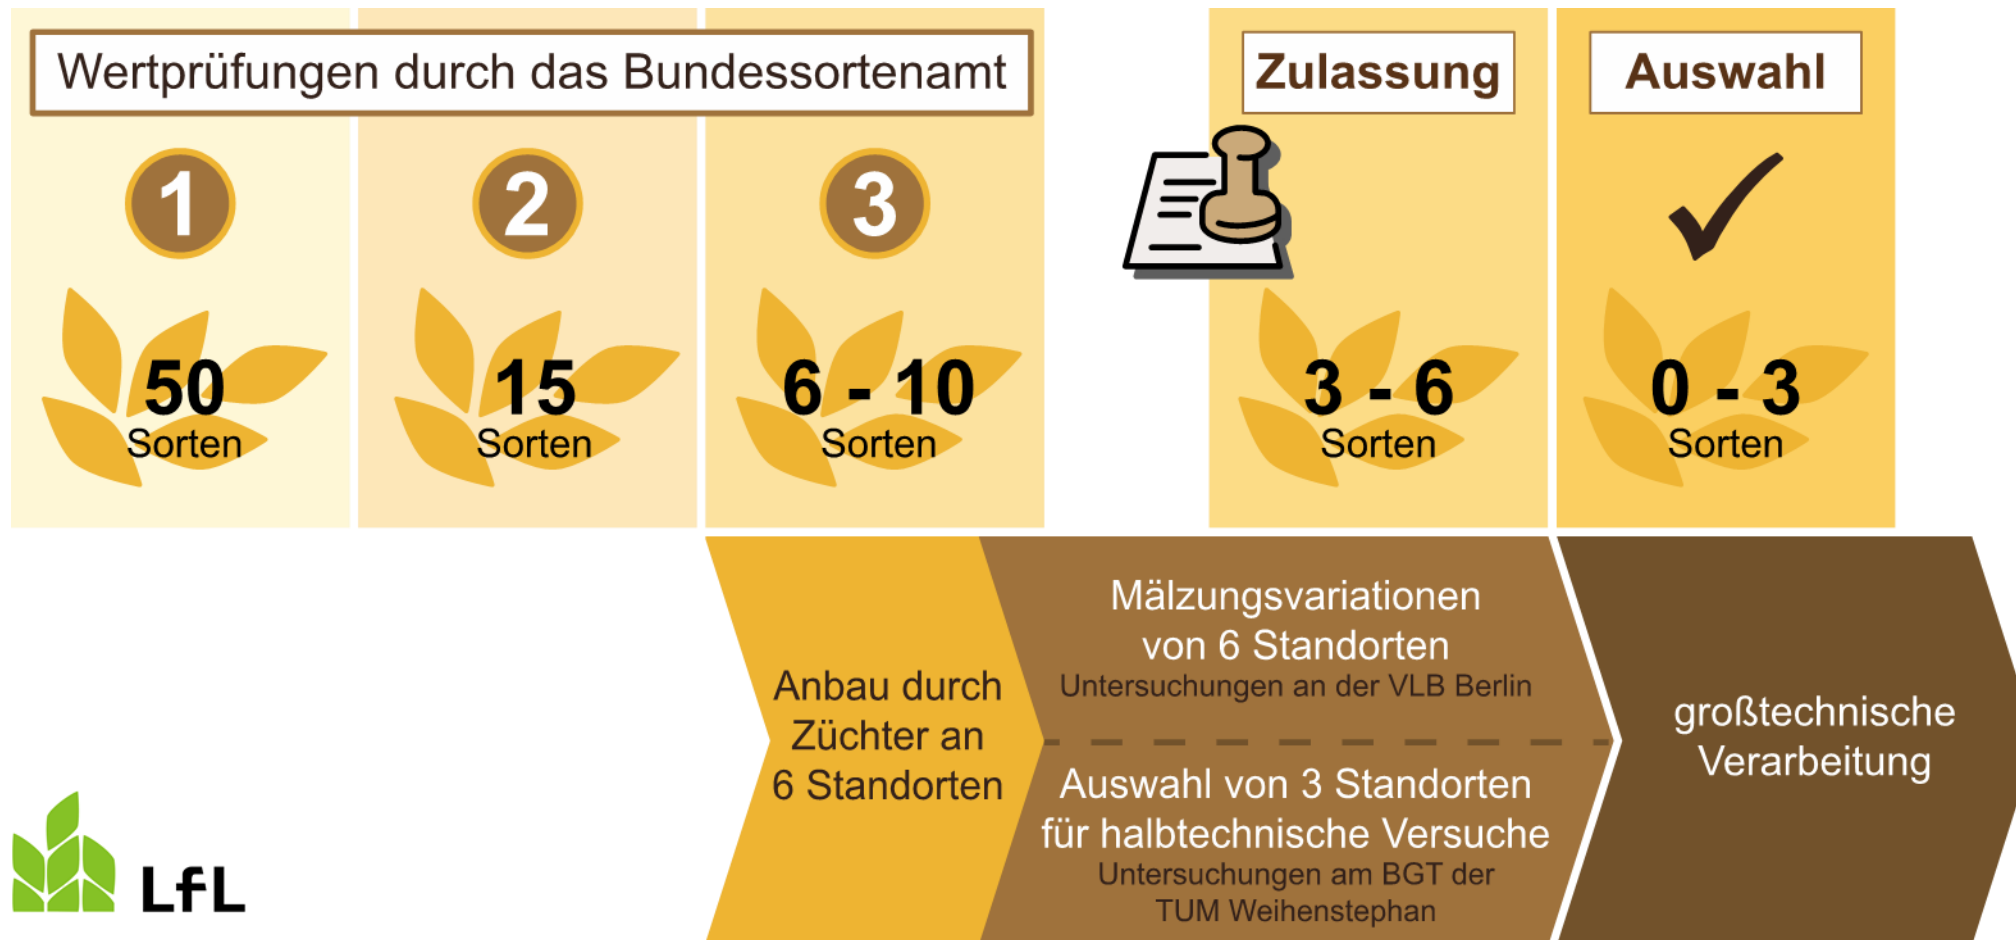 Wertprüfungen durch das Bundessortenamt
Zulassung
Auswahl
1
2
3
50
Sorten
15
Sorten
6 - 10
Sorten
3 - 6
Sorten
0 - 3
Sorten
Anbau durch
Züchter an
6 Standorten
Mälzungsvariationen
von 6 Standorten
Untersuchungen an der VLB Berlin
Auswahl von 3 Standorten
für halbtechnische Versuche
Untersuchungen am BGT der
TUM Weihenstephan
großtechnische
Verarbeitung
LfL